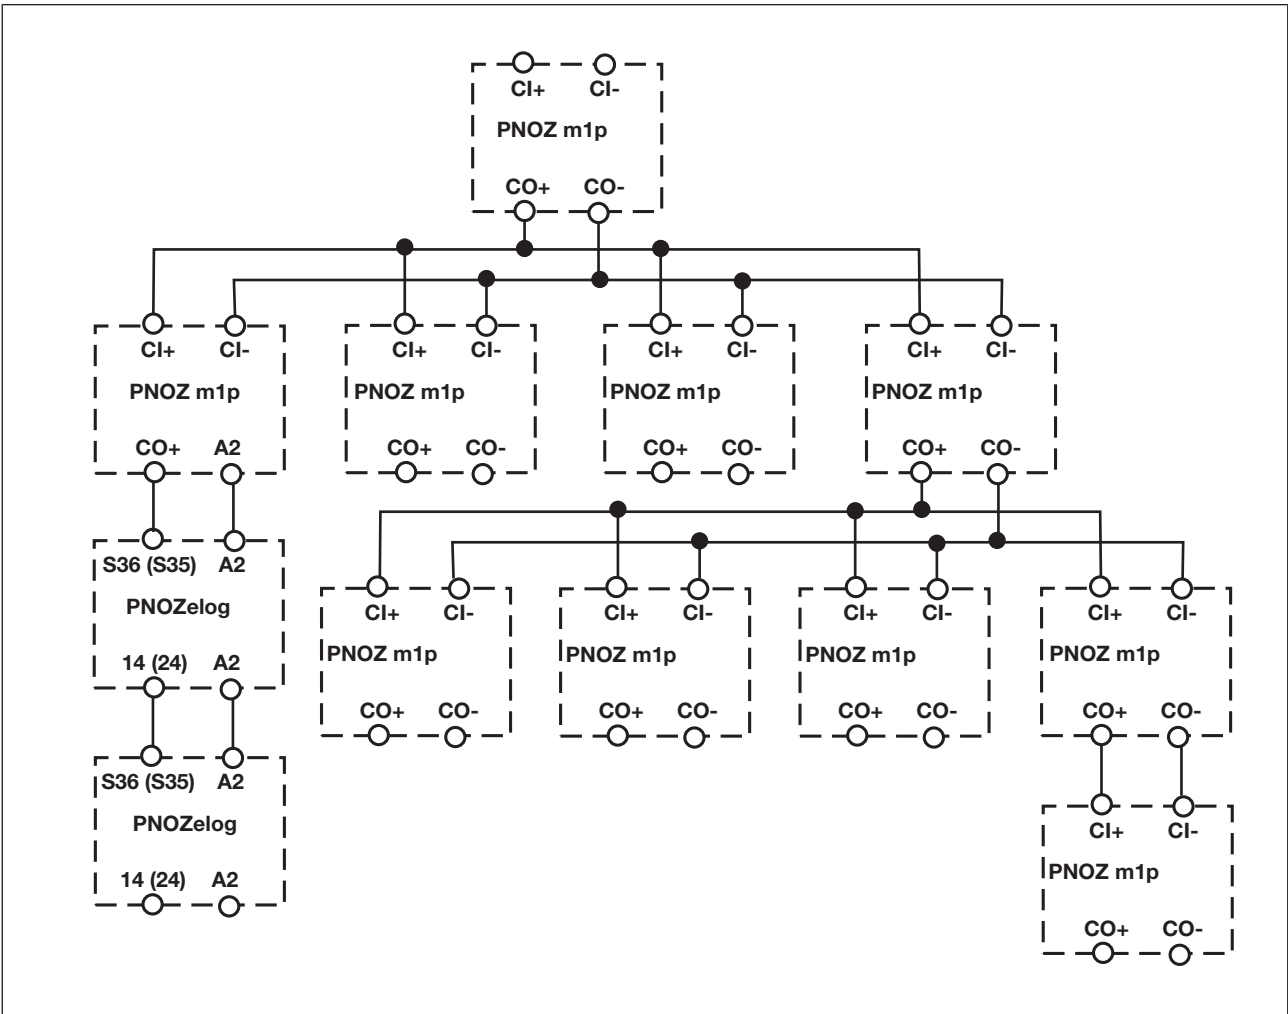 CI+ CI-
PNOZ m1p
CO+ CO-
CI+ CI- CI+ CI- CI+ CI- CI+ CI-
PNOZ m1p PNOZ m1p PNOZ m1p PNOZ m1p
CO+ A2 CO+ CO- CO+ CO- CO+ CO-
S36 (S35) A2
PNOZelog
14 (24) A2
CI+ CI- CI+ CI- CI+ CI- CI+ CI-
PNOZ m1p PNOZ m1p PNOZ m1p PNOZ m1p
CO+ CO- CO+ CO- CO+ CO- CO+ CO-
S36 (S35) A2
PNOZelog
14 (24) A2
CI+ CI-
PNOZ m1p
CO+ CO-